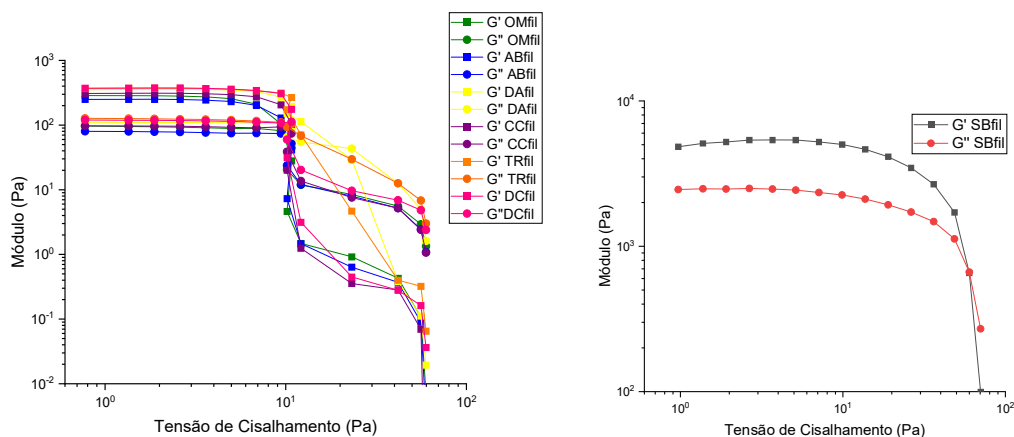 G' OMfil
G" OMfil
G' ABfil
G" ABfil
G' DAfil
G" DAfil
G' CCfil
G" CCfil
G' TRfil
G" TRfil
G' DCfil
G"DCfil
10³
10²
10¹
10⁰
10⁻¹
10⁻²
Módulo (Pa)
10⁰ 10¹ 10²
Tensão de Cisalhamento (Pa)
G' SBfil
G" SBfil
10⁴
10³
10²
Módulo (Pa)
10⁰ 10¹ 10²
Tensão de Cisalhamento (Pa)